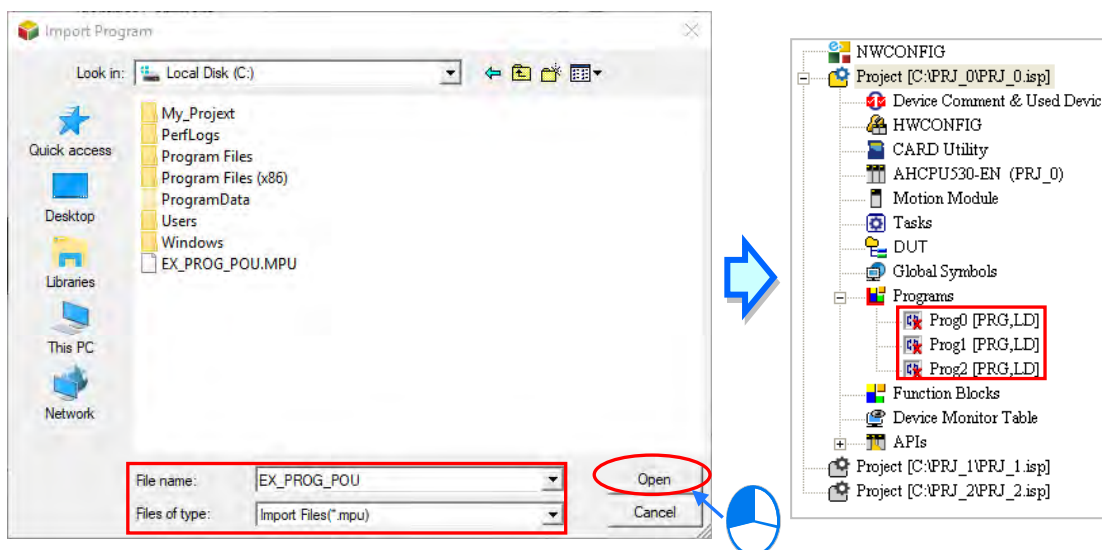 Import Program
Look in: Local Disk (C:)
Quick access
Desktop
Libraries
This PC
Network
My_Projext
PerfLogs
Program Files
Program Files (x86)
ProgramData
Users
Windows
EX_PROG_POU.MPU
File name: EX_PROG_POU Open
Files of type: Import Files(*.mpu) Cancel
NWCONFIG
Project [C:\PRJ_0\PRJ_0.isp]
Device Comment & Used Devic
HWCONFIG
CARD Utility
AHCPU530-EN (PRJ_0)
Motion Module
Tasks
DUT
Global Symbols
Programs
Prog0 [PRG,LD]
Prog1 [PRG,LD]
Prog2 [PRG,LD]
Function Blocks
Device Monitor Table
APIs
Project [C:\PRJ_1\PRJ_1.isp]
Project [C:\PRJ_2\PRJ_2.isp]